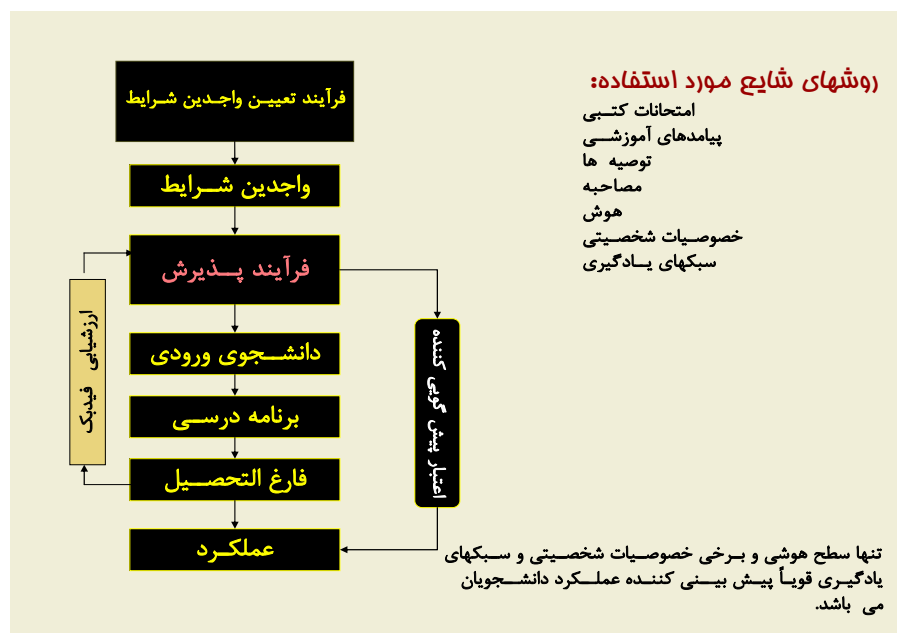 روشهای شایع مورد استفاده:
امتحانات کتبی
پیامدهای آموزشی
توصیه ها
مصاحبه
هوش
خصوصیات شخصیتی
سبکهای یادگیری
فرآیند تعیین واجدین شرایط
واجدین شرایط
فرآیند پذیرش
دانشجوی ورودی
برنامه درسی
فارغ التحصیل
عملکرد
ارزشیابی فیدبک
اعتبار پیش گویی کننده
تنها سطح هوشی و برخی خصوصیات شخصیتی و سبکهای
یادگیری قویاً پیش بینی کننده عملکرد دانشجویان
می باشد.